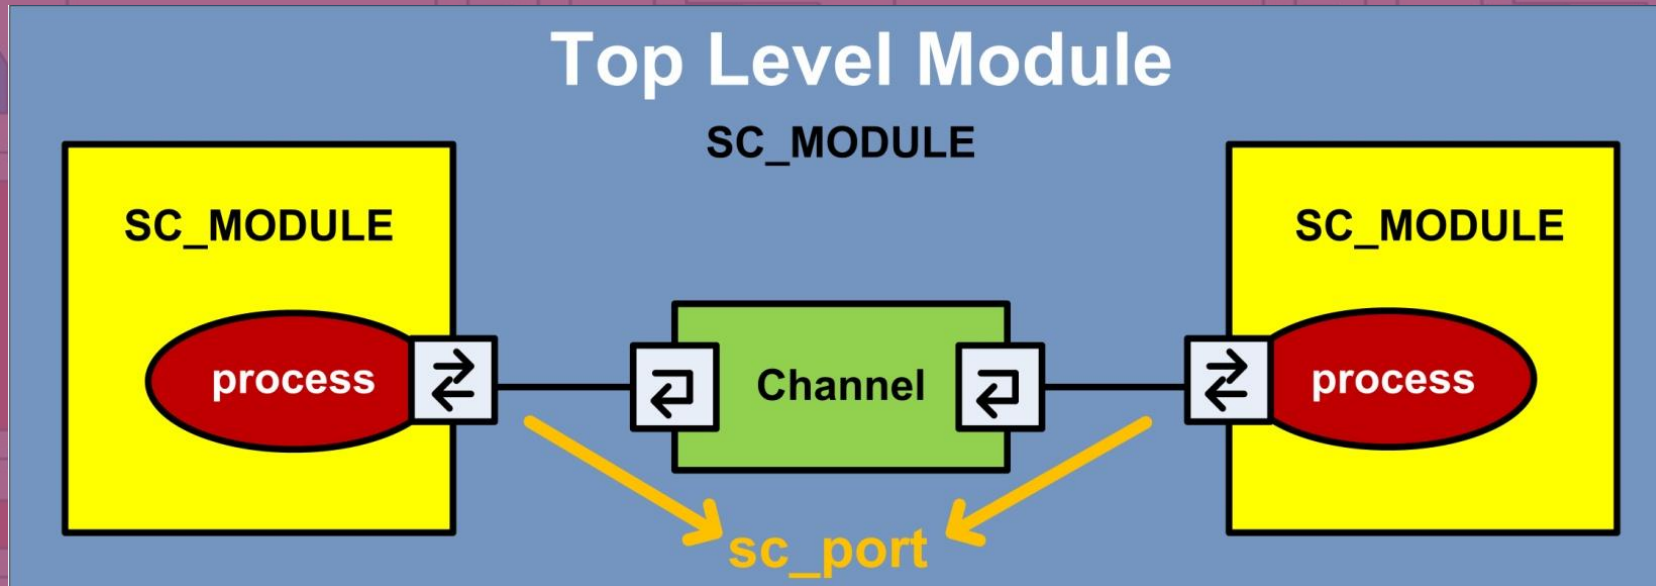 Top Level Module
SC_MODULE
SC_MODULE
SC_MODULE
process
Channel
process
sc_port